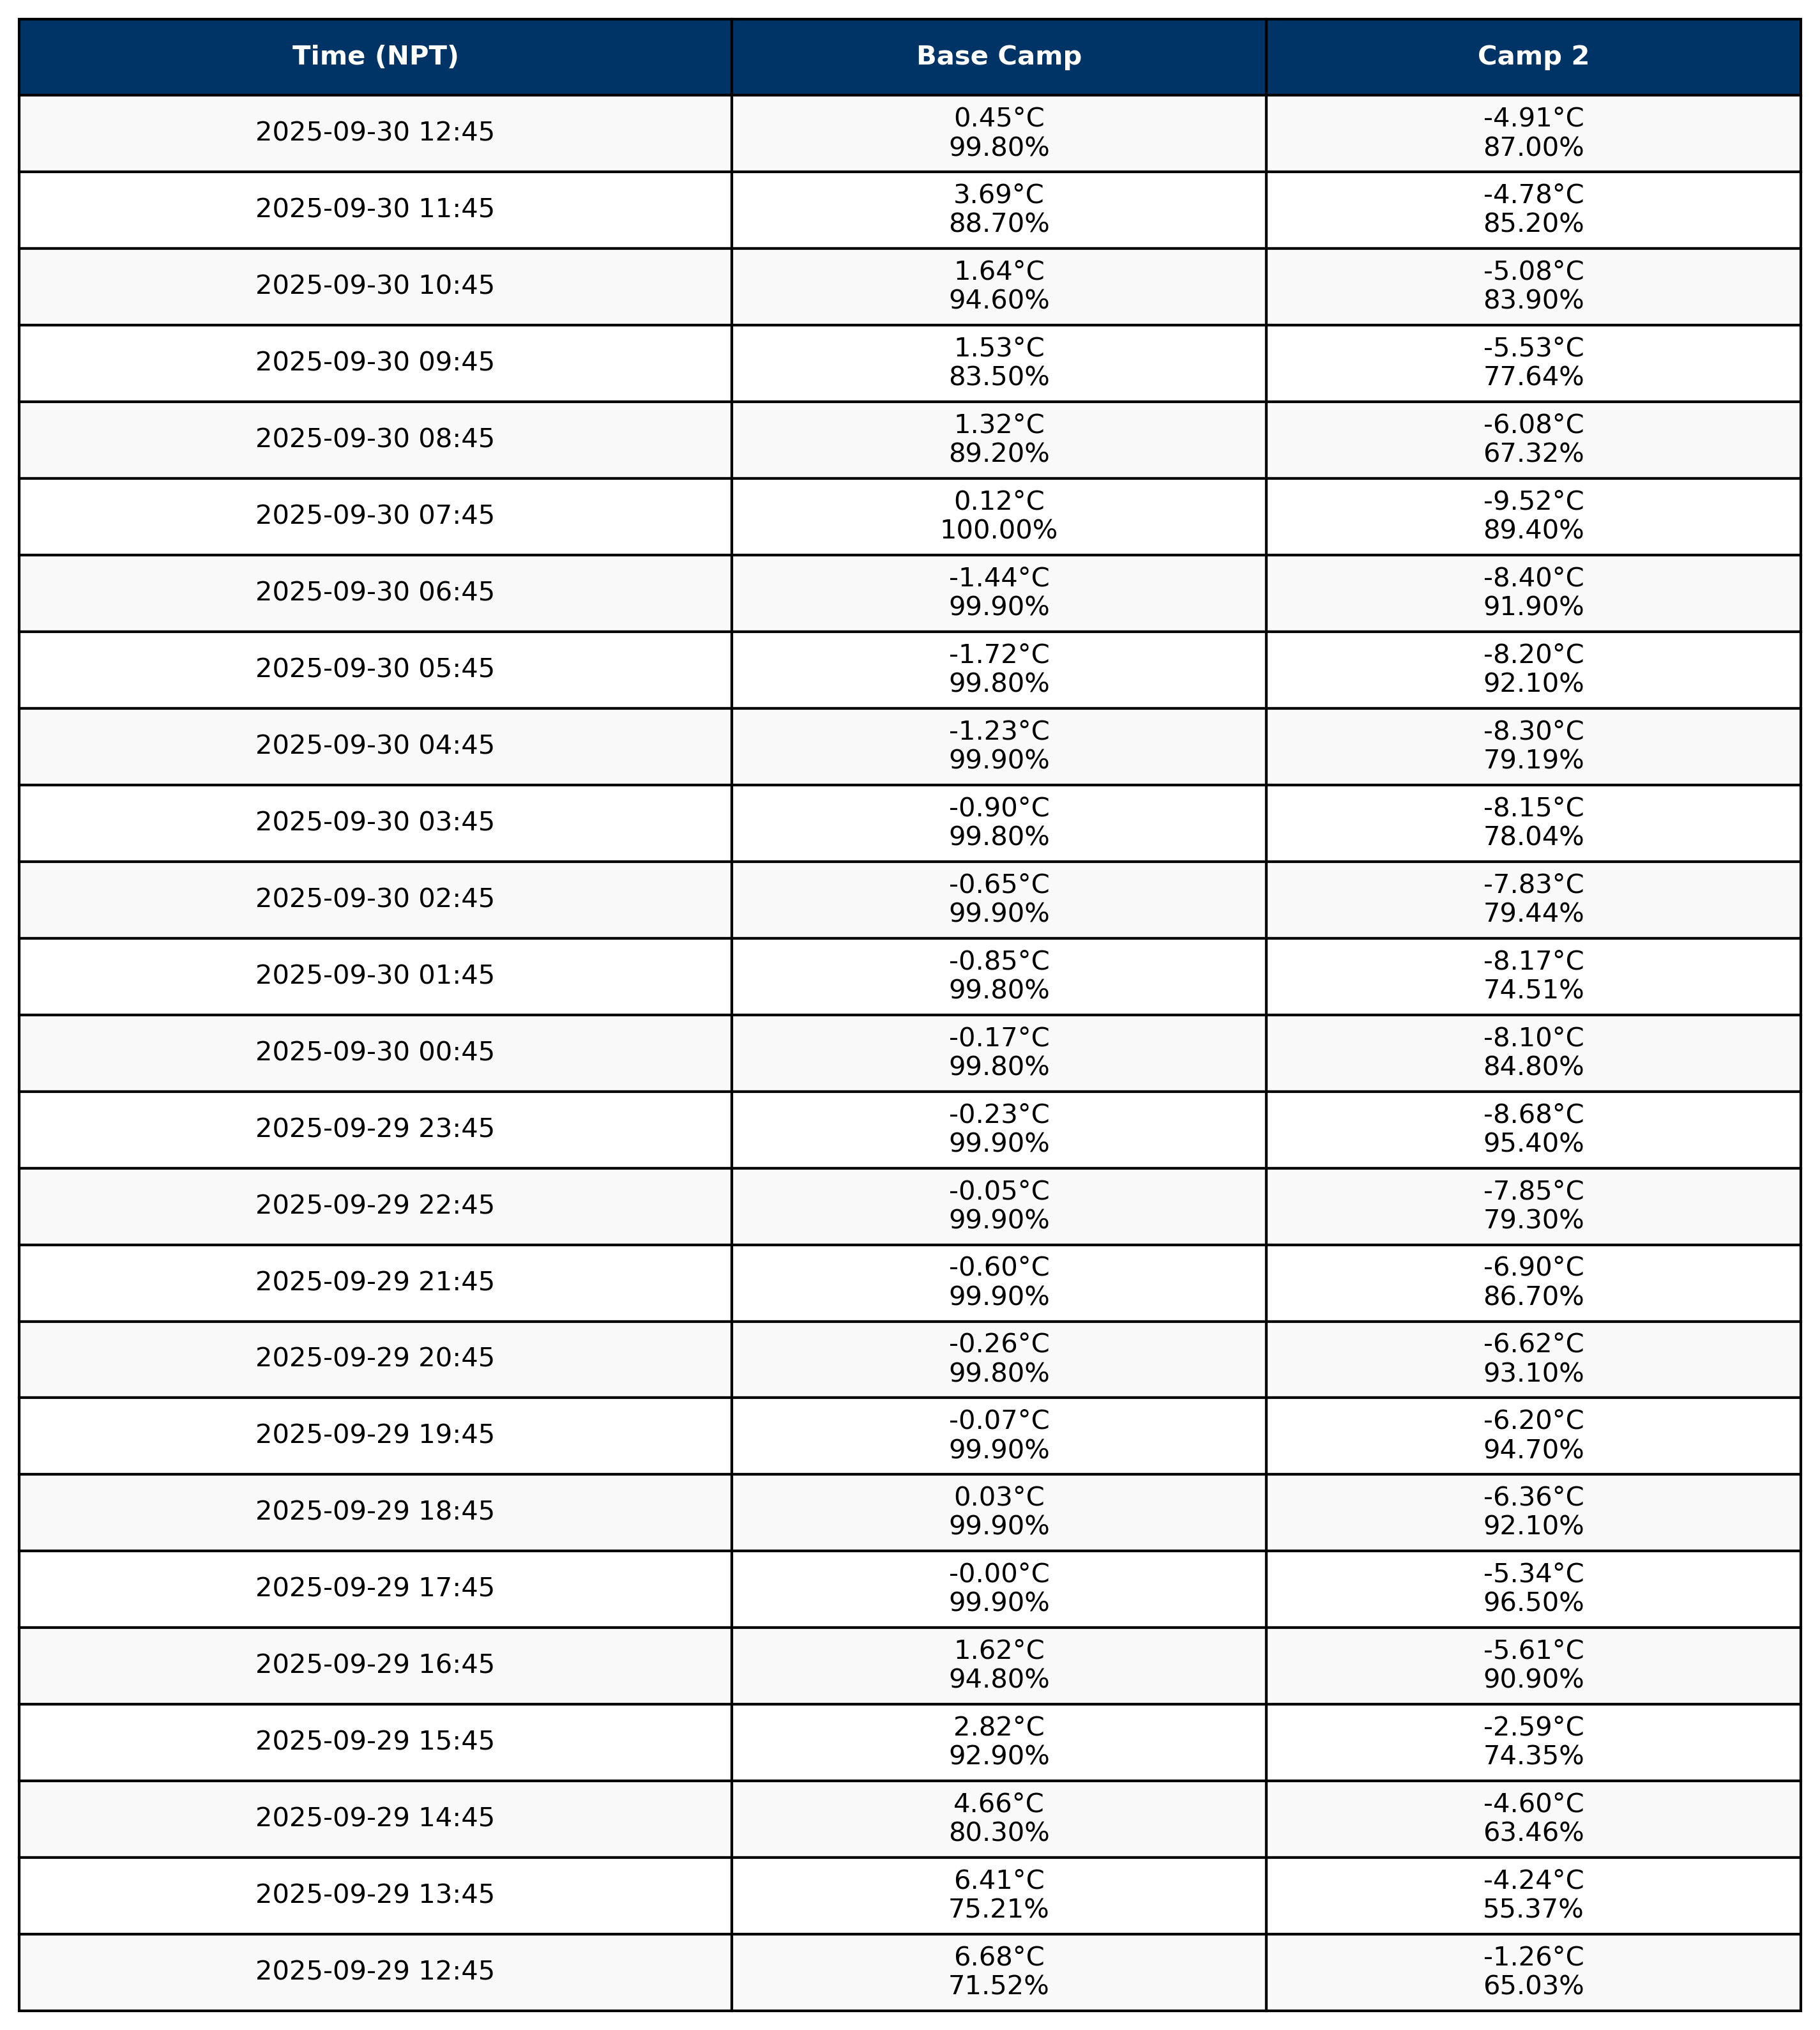 Time (NPT) Base Camp Camp 2
2025-09-30 12:45 0.45°C -4.91°C
99.80% 87.00%
2025-09-30 11:45 3.69°C -4.78°C
88.70% 85.20%
2025-09-30 10:45 1.64°C -5.08°C
94.60% 83.90%
2025-09-30 09:45 1.53°C -5.53°C
83.50% 77.64%
2025-09-30 08:45 1.32°C -6.08°C
89.20% 67.32%
2025-09-30 07:45 0.12°C -9.52°C
100.00% 89.40%
2025-09-30 06:45 -1.44°C -8.40°C
99.90% 91.90%
2025-09-30 05:45 -1.72°C -8.20°C
99.80% 92.10%
2025-09-30 04:45 -1.23°C -8.30°C
99.90% 79.19%
2025-09-30 03:45 -0.90°C -8.15°C
99.80% 78.04%
2025-09-30 02:45 -0.65°C -7.83°C
99.90% 79.44%
2025-09-30 01:45 -0.85°C -8.17°C
99.80% 74.51%
2025-09-30 00:45 -0.17°C -8.10°C
99.80% 84.80%
2025-09-29 23:45 -0.23°C -8.68°C
99.90% 95.40%
2025-09-29 22:45 -0.05°C -7.85°C
99.90% 79.30%
2025-09-29 21:45 -0.60°C -6.90°C
99.90% 86.70%
2025-09-29 20:45 -0.26°C -6.62°C
99.80% 93.10%
2025-09-29 19:45 -0.07°C -6.20°C
99.90% 94.70%
2025-09-29 18:45 0.03°C -6.36°C
99.90% 92.10%
2025-09-29 17:45 -0.00°C -5.34°C
99.90% 96.50%
2025-09-29 16:45 1.62°C -5.61°C
94.80% 90.90%
2025-09-29 15:45 2.82°C -2.59°C
92.90% 74.35%
2025-09-29 14:45 4.66°C -4.60°C
80.30% 63.46%
2025-09-29 13:45 6.41°C -4.24°C
75.21% 55.37%
2025-09-29 12:45 6.68°C -1.26°C
71.52% 65.03%